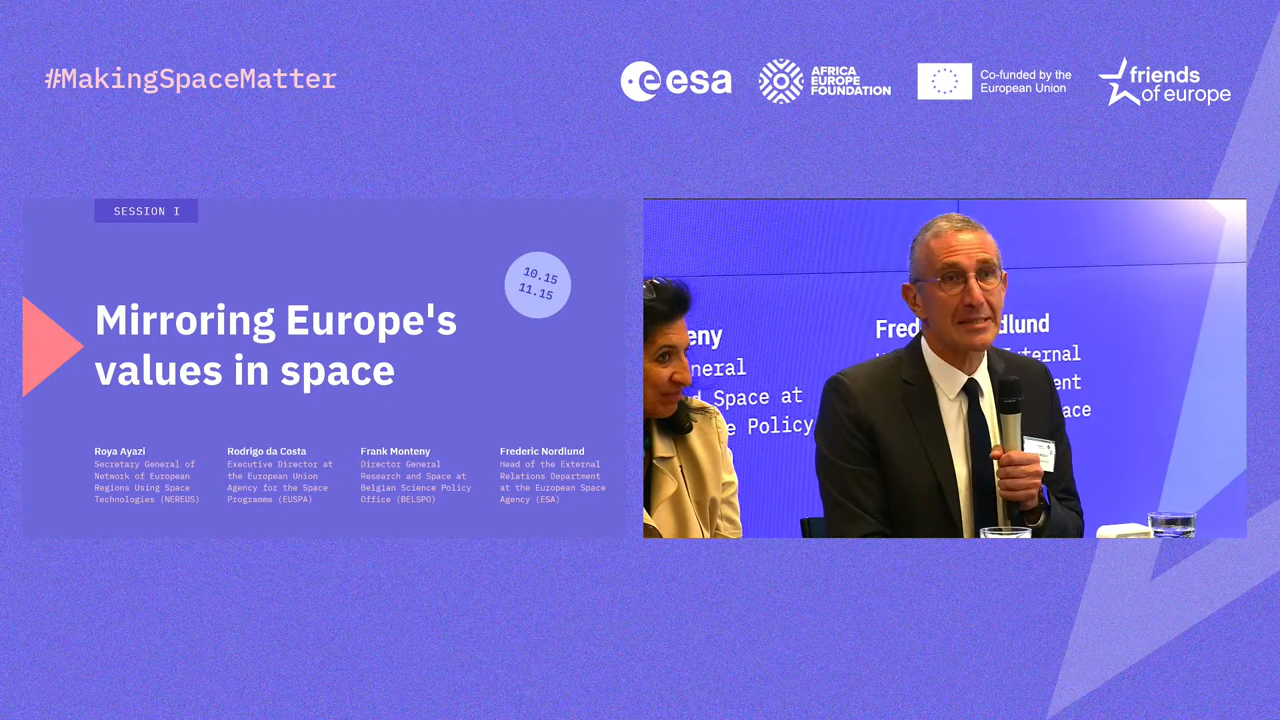 #MakingSpaceMatter
esa
AFRICA
EUROPE
FOUNDATION
Co-funded by the
European Union
friends
of europe
SESSION I
10.15
11.15
Mirroring Europe's
values in space
Roya Ayazi
Secretary General of
Network of European
Regions Using Space
Technologies (NEREUS)
Rodrigo da Costa
Executive Director at
the European Union
Agency for the Space
Programme (EUSPA)
Frank Monteny
Director General
Research and Space at
Belgian Science Policy
Office (BELSPO)
Frederic Nordlund
Head of the External
Relations Department
at the European Space
Agency (ESA)
eny
neral
d Space at
e Policy
Fred dlund
xternal
ent
ace